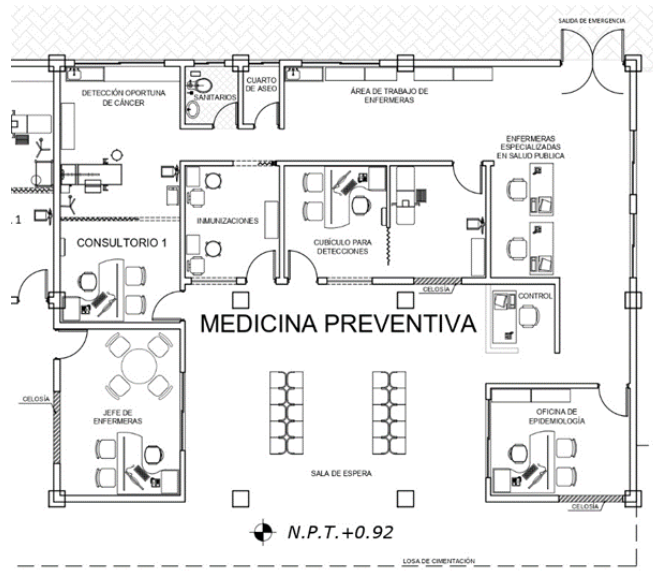 SALIDA DE EMERGENCIA
DETECCIÓN OPORTUNA
DE CÁNCER
SANITARIOS
CUARTO
DE ASEO
ÁREA DE TRABAJO DE
ENFERMERAS
ENFERMERAS
ESPECIALIZADAS
EN SALUD PUBLICA
1
CONSULTORIO 1
INMUNIZACIONES
CUBÍCULO PARA
DETECCIONES
CELOSÍA
CONTROL
MEDICINA PREVENTIVA
CELOSÍA
JEFE DE
ENFERMERAS
OFICINA DE
EPIDEMIOLOGÍA
SALA DE ESPERA
CELOSÍA
N.P.T.+0.92
LOSA DE CIMENTACIÓN